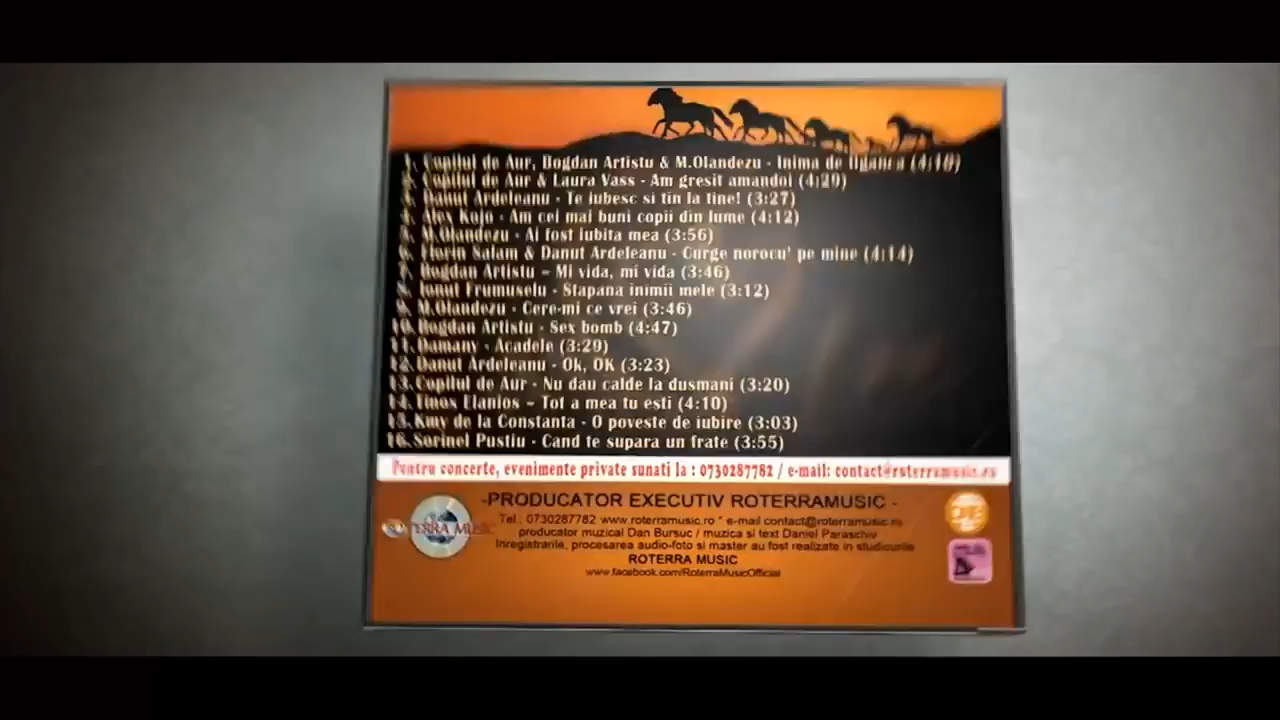 1. Copilul de Aur, Bogdan Artistu & M.Olandezu - Inima de tiganca (4:10)
2. Copilul de Aur & Laura Vass - Am gresit amandoi (4:29)
3. Danut Ardeleanu - Te iubesc si tin la tine! (3:27)
4. Alex Kojo - Am cei mai buni copii din lume (4:12)
5. M.Olandezu - Ai fost iubita mea (3:56)
6. Florin Salam & Danut Ardeleanu - Curge norocu' pe mine (4:14)
7. Bogdan Artistu - Mi vida, mi vida (3:46)
8. Ionut Frumuselu - Stapana inimii mele (3:12)
9. M.Olandezu - Cere-mi ce vrei (3:46)
10. Bogdan Artistu - Sex bomb (4:47)
11. Damany - Acadele (3:29)
12. Danut Ardeleanu - Ok, OK (3:23)
13. Copilul de Aur - Nu dau calde la dusmani (3:20)
14. Tinos Elanios - Tot a mea tu esti (4:10)
15. Kmy de la Constanta - O poveste de iubire (3:03)
16. Sorinel Pustiu - Cand te supara un frate (3:55)
Pentru concerte, evenimente private sunati la : 0730287782 / e-mail: contact@roterramusic.ro
-PRODUCATOR EXECUTIV ROTERRAMUSIC -
ROTERRA MUSIC
Tel.: 0730287782 www.roterramusic.ro * e-mail contact@roterramusic.ro
producator muzical Dan Bursuc / muzica si text Daniel Paraschiv
Inregistrarile, procesarea audio-foto si master au fost realizate in studiourile
ROTERRA MUSIC
www.facebook.com/RoterraMusicOfficial